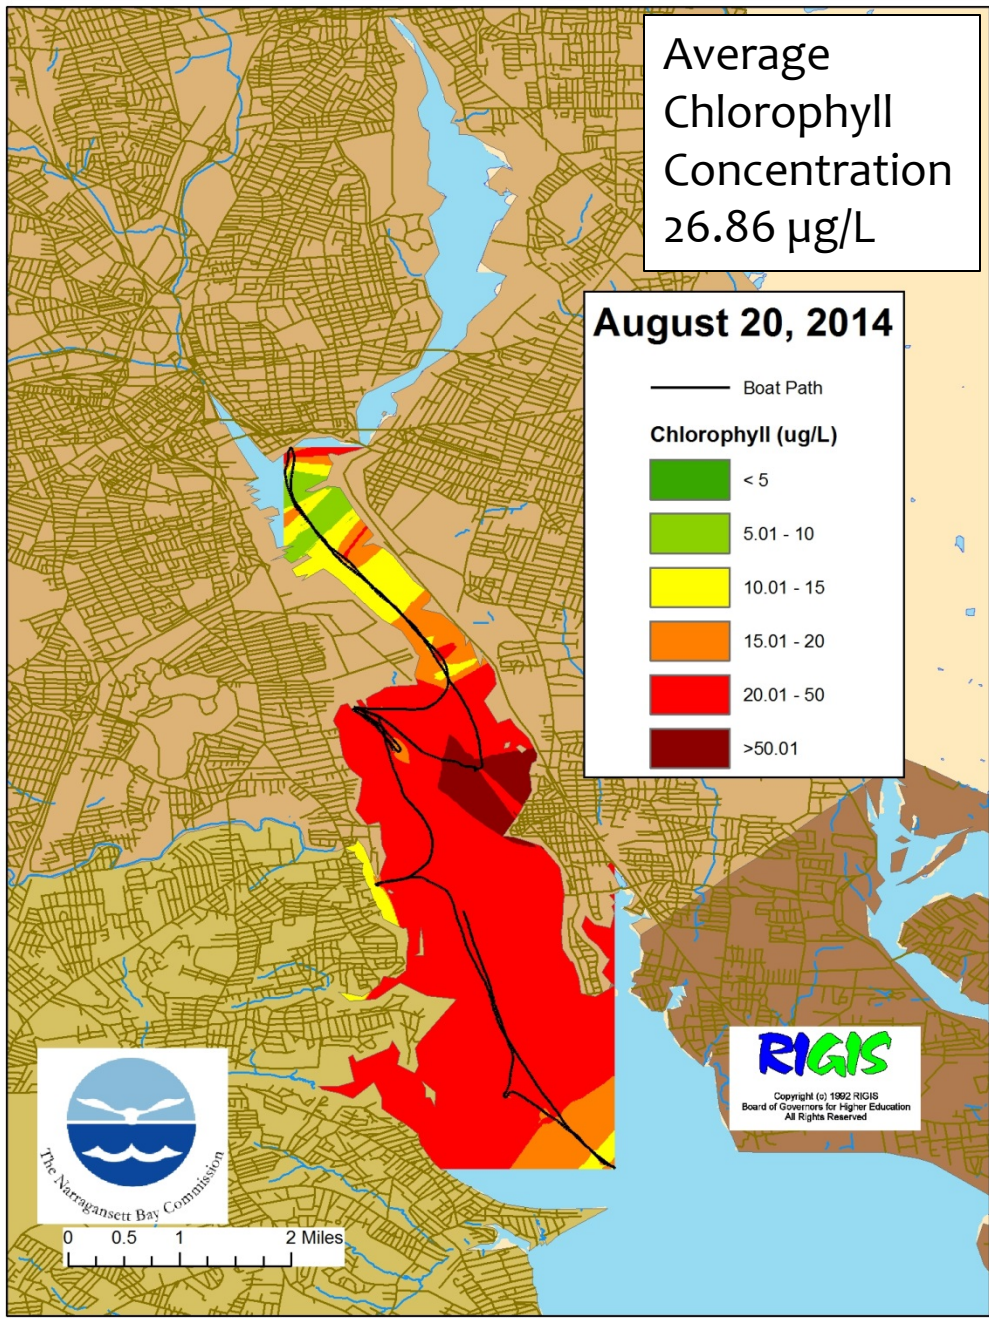 Average
Chlorophyll
Concentration
26.86 µg/L
August 20, 2014
Boat Path
Chlorophyll (ug/L)
< 5
5.01 - 10
10.01 - 15
15.01 - 20
20.01 - 50
>50.01
RIGIS
Copyright (c) 1992 RIGIS
Board of Governors for Higher Education
All Rights Reserved
The Narragansett Bay Commission
0 0.5 1 2 Miles